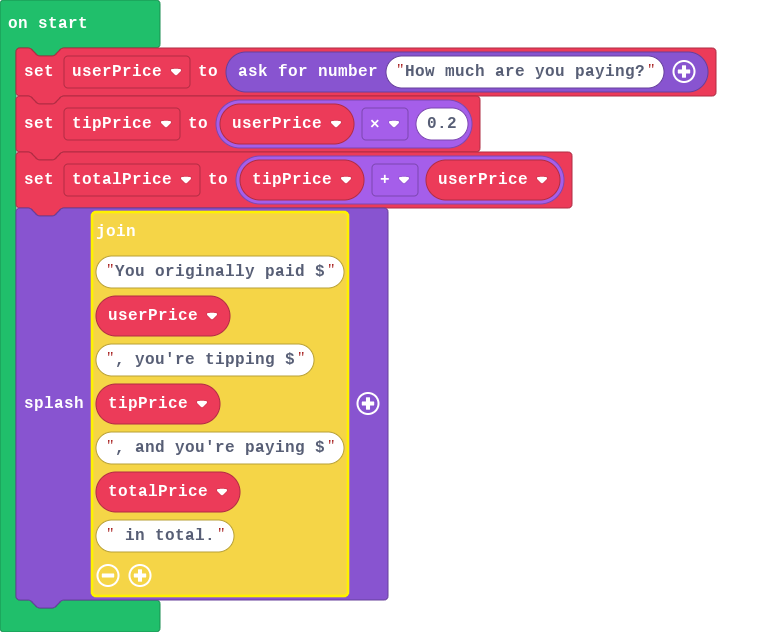 on start
set userPrice to ask for number "How much are you paying?"
set tipPrice to userPrice × 0.2
set totalPrice to tipPrice + userPrice
join
"You originally paid $"
userPrice
", you're tipping $"
splash tipPrice
", and you're paying $"
totalPrice
" in total."